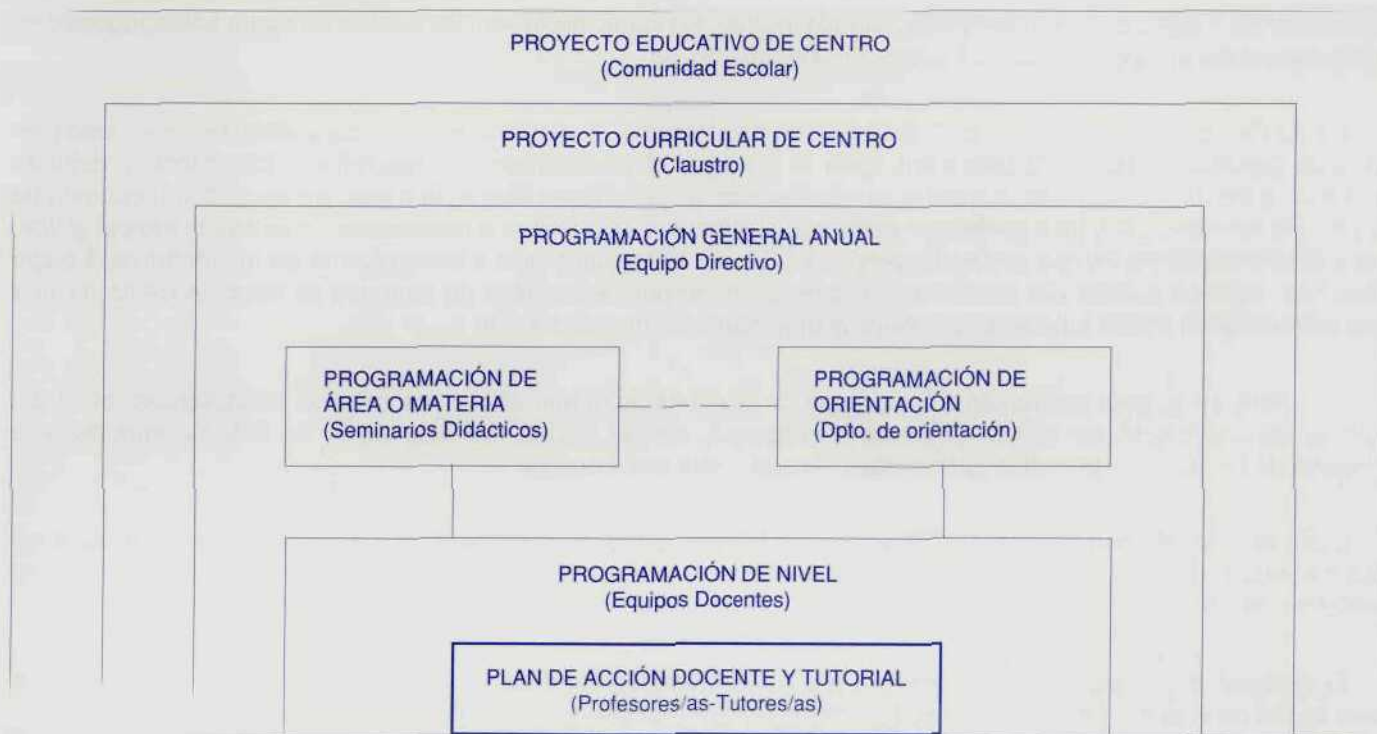 PROYECTO EDUCATIVO DE CENTRO
(Comunidad Escolar)
PROYECTO CURRICULAR DE CENTRO
(Claustro)
PROGRAMACIÓN GENERAL ANUAL
(Equipo Directivo)
PROGRAMACIÓN DE
ÁREA O MATERIA
(Seminarios Didácticos)
PROGRAMACIÓN DE
ORIENTACIÓN
(Dpto. de orientación)
PROGRAMACIÓN DE NIVEL
(Equipos Docentes)
PLAN DE ACCIÓN DOCENTE Y TUTORIAL
(Profesores/as-Tutores/as)